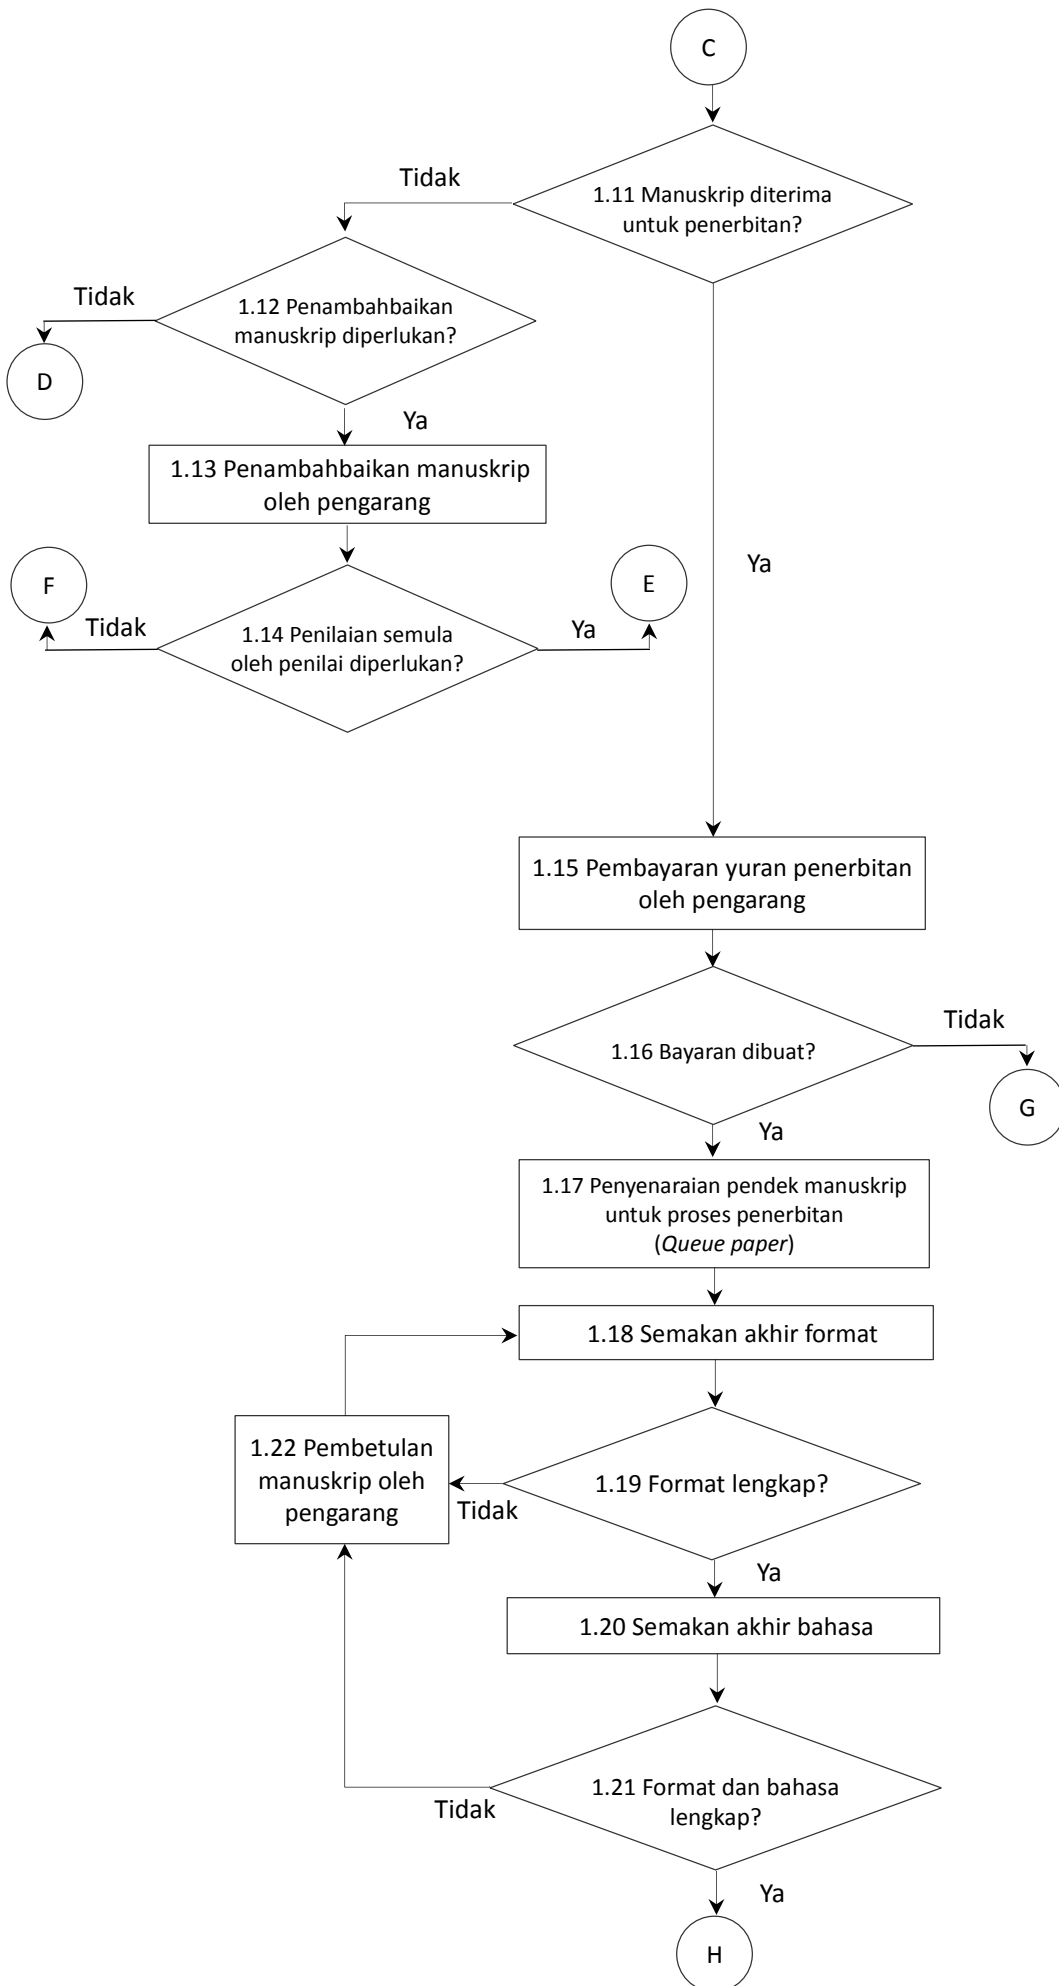 C
Tidak
1.11 Manuskrip diterima
untuk penerbitan?
Tidak
1.12 Penambahbaikan
manuskrip diperlukan?
D
Ya
1.13 Penambahbaikan manuskrip
oleh pengarang
Ya
F
E
Tidak
1.14 Penilaian semula
oleh penilai diperlukan?
Ya
1.15 Pembayaran yuran penerbitan
oleh pengarang
Tidak
1.16 Bayaran dibuat?
G
Ya
1.17 Penyenaraian pendek manuskrip
untuk proses penerbitan
(Queue paper)
1.18 Semakan akhir format
1.22 Pembetulan
manuskrip oleh
pengarang
1.19 Format lengkap?
Tidak
Ya
1.20 Semakan akhir bahasa
1.21 Format dan bahasa
lengkap?
Tidak
Ya
H